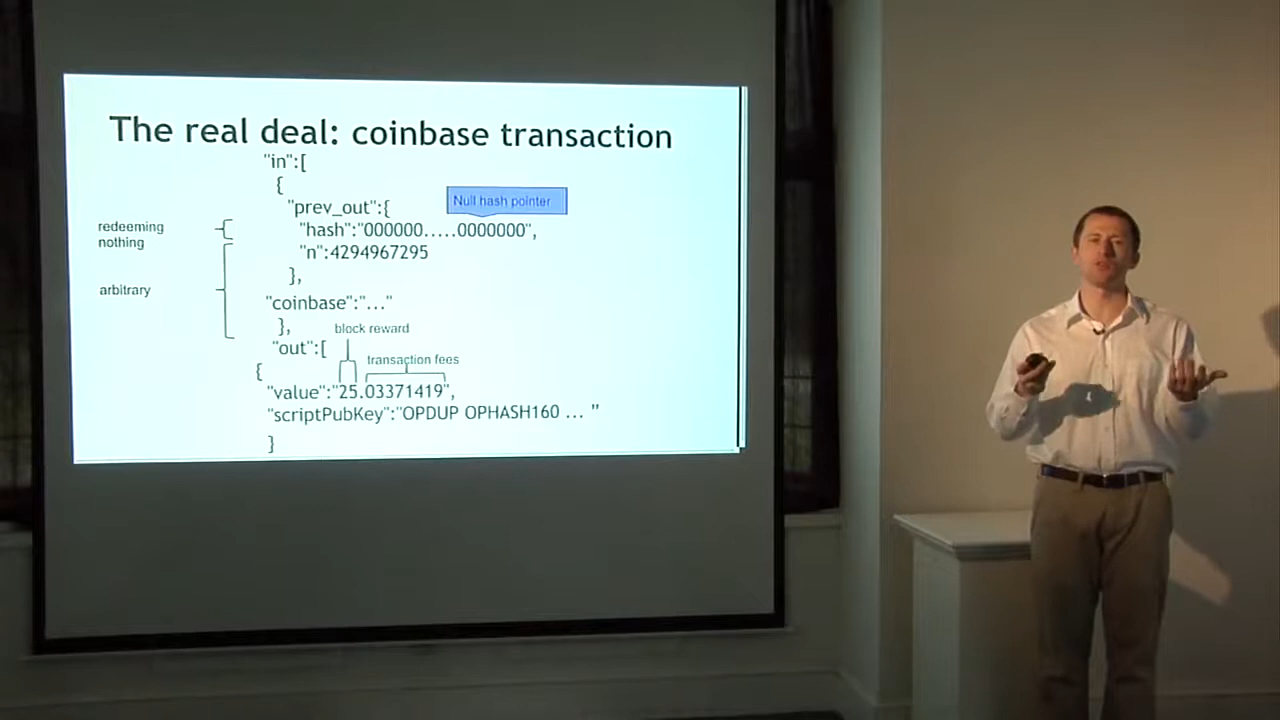 The real deal: coinbase transaction
"in":[
{
"prev_out":{
Null hash pointer
redeeming
nothing
"hash":"000000.....0000000",
"n":4294967295
},
arbitrary
"coinbase":"..."
},
block reward
"out":[
transaction fees
{
"value":"25.03371419",
"scriptPubKey":"OPDUP OPHASH160 ... ”
}